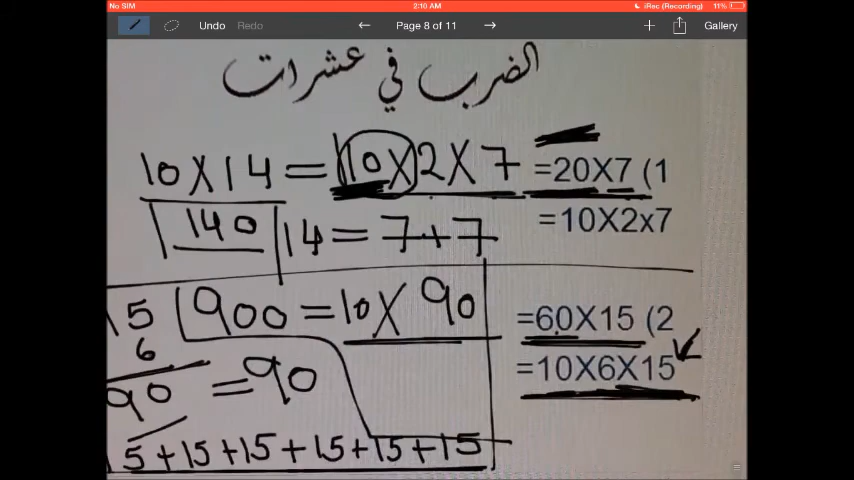 No SIM 2:10 AM iRec (Recording) 11%
Undo Redo Page 8 of 11 Gallery
الضرب في عشرات
10X14 = 10X2X7 =20X7 (1
140 14 = 7+7 =10X2x7
15 900 = 10X90 =60X15 (2
6 =10X6X15
90 =90
5+15+15+15+15+15